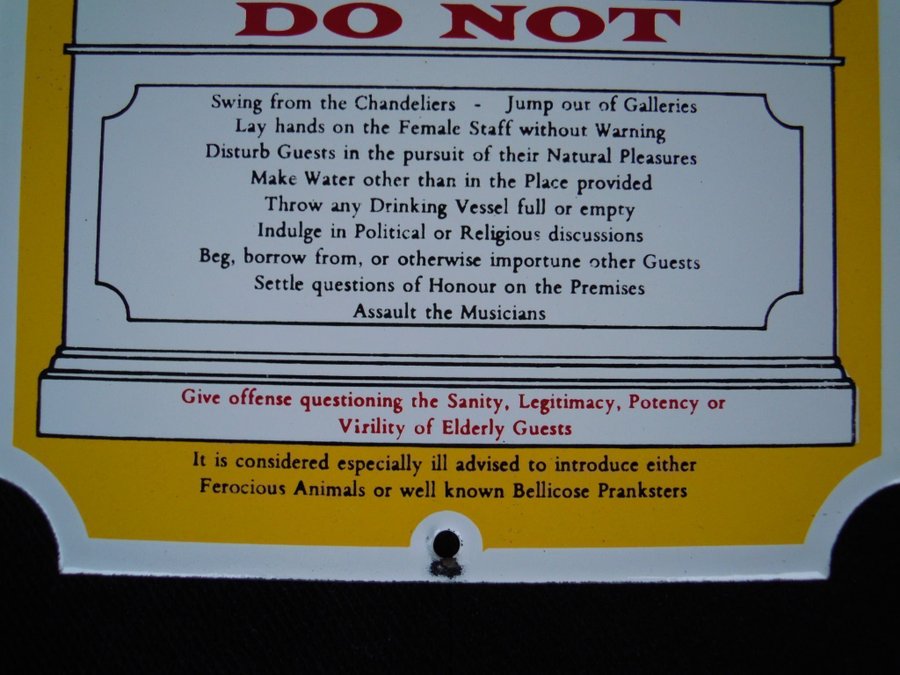 DO NOT
Swing from the Chandeliers - Jump out of Galleries
Lay hands on the Female Staff without Warning
Disturb Guests in the pursuit of their Natural Pleasures
Make Water other than in the Place provided
Throw any Drinking Vessel full or empty
Indulge in Political or Religious discussions
Beg, borrow from, or otherwise importune other Guests
Settle questions of Honour on the Premises
Assault the Musicians
Give offense questioning the Sanity, Legitimacy, Potency or
Virility of Elderly Guests
It is considered especially ill advised to introduce either
Ferocious Animals or well known Bellicose Pranksters